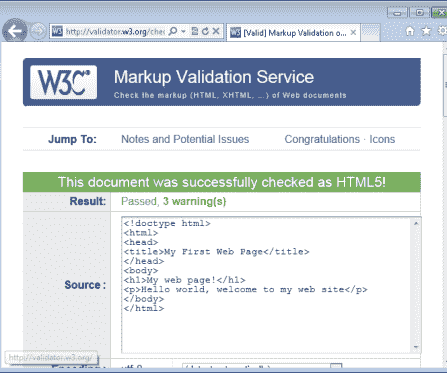 http://validator.w3.org/che
[Valid] Markup Validation o...
W3C®
Markup Validation Service
Check the markup (HTML, XHTML, ...) of Web documents
Jump To: Notes and Potential Issues Congratulations · Icons
This document was successfully checked as HTML5!
Result: Passed, 3 warning(s)
Source :
<!doctype html>
<html>
<head>
<title>My First Web Page</title>
</head>
<body>
<h1>My web page!</h1>
<p>Hello world, welcome to my web site</p>
</body>
</html>
http://validator.w3.org/